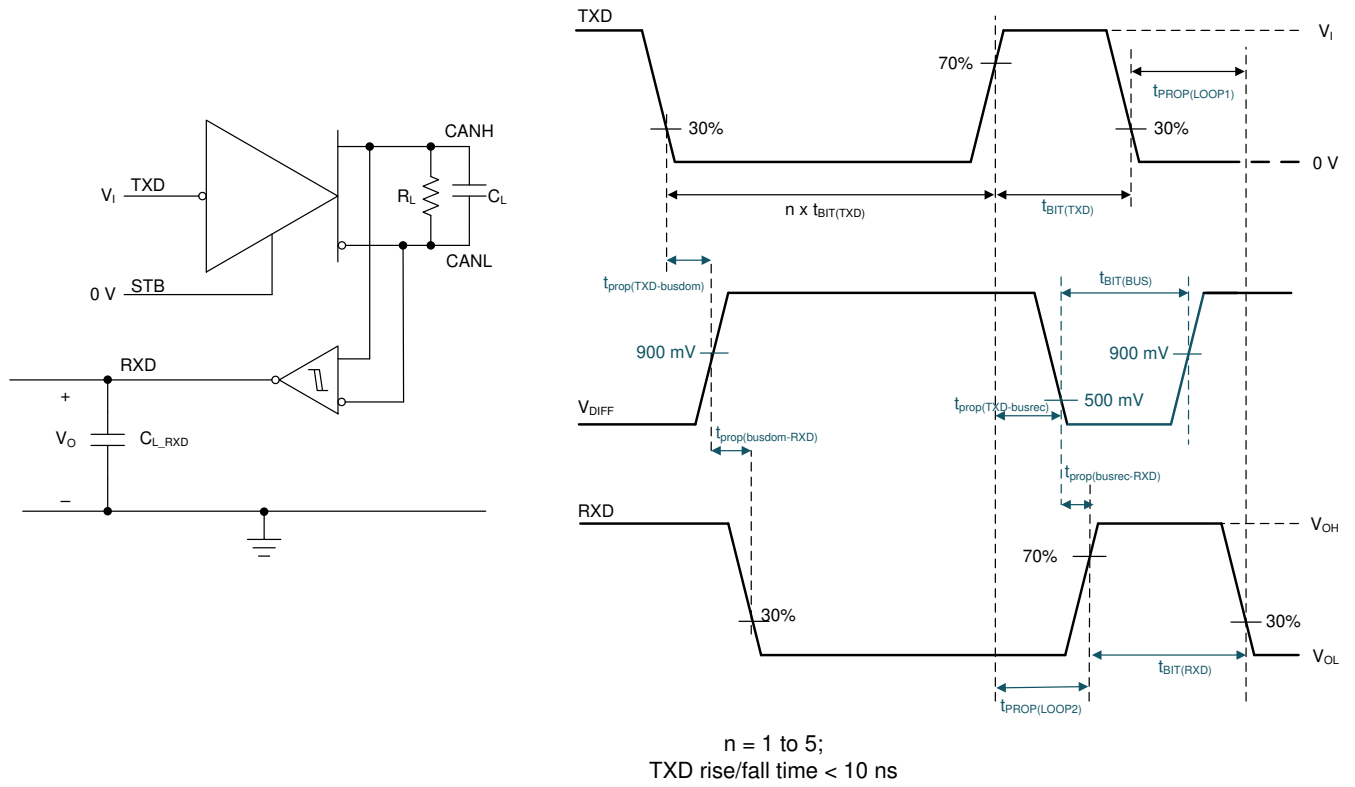 CANH
R_L
C_L
V_I
TXD
CANL
0 V
STB
RXD
+
V_O
C_L_RXD
–
TXD
V_I
70%
t_PROP(LOOP1)
30%
30%
0 V
n x t_BIT(TXD)
t_BIT(TXD)
t_prop(TXD-busdom)
t_BIT(BUS)
900 mV
900 mV
V_DIFF
t_prop(TXD-busrec)
500 mV
t_prop(busdom-RXD)
t_prop(busrec-RXD)
RXD
V_OH
70%
30%
30%
V_OL
t_BIT(RXD)
t_PROP(LOOP2)
n = 1 to 5;
TXD rise/fall time < 10 ns